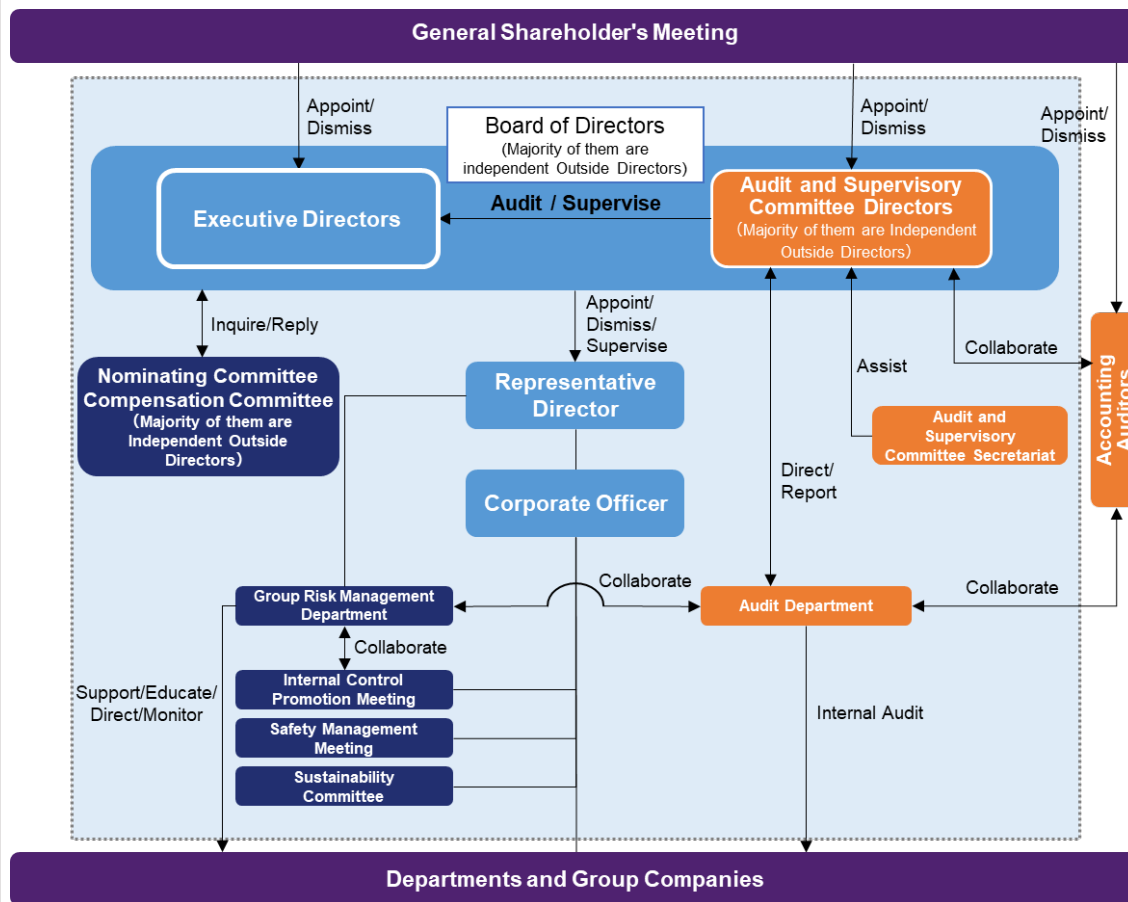 General Shareholder's Meeting
Appoint/
Dismiss
Board of Directors
(Majority of them are
independent Outside Directors)
Appoint/
Dismiss
Appoint/
Dismiss
Executive Directors
Audit / Supervise
Audit and Supervisory
Committee Directors
（Majority of them are Independent
Outside Directors）
Inquire/Reply
Appoint/
Dismiss/
Supervise
Nominating Committee
Compensation Committee
（Majority of them are
Independent Outside
Directors）
Representative
Director
Assist
Collaborate
Accounting
Auditors
Audit and
Supervisory
Committee Secretariat
Corporate Officer
Direct/
Report
Group Risk Management
Department
Collaborate
Audit Department
Collaborate
Collaborate
Support/Educate/
Direct/Monitor
Internal Control
Promotion Meeting
Internal Audit
Safety Management
Meeting
Sustainability
Committee
Departments and Group Companies